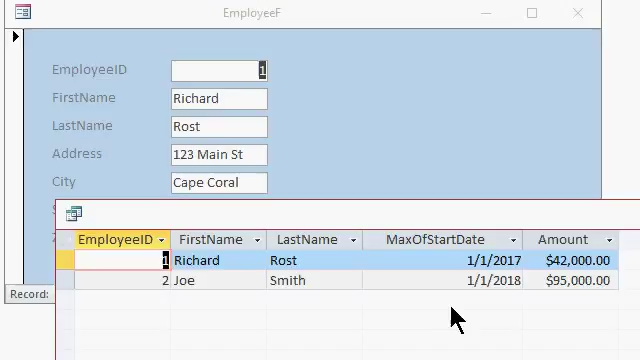 EmployeeF
EmployeeID 1
FirstName Richard
LastName Rost
Address 123 Main St
City Cape Coral
EmployeeID FirstName LastName MaxOfStartDate Amount
1 Richard Rost 1/1/2017 $42,000.00
2 Joe Smith 1/1/2018 $95,000.00
Record: